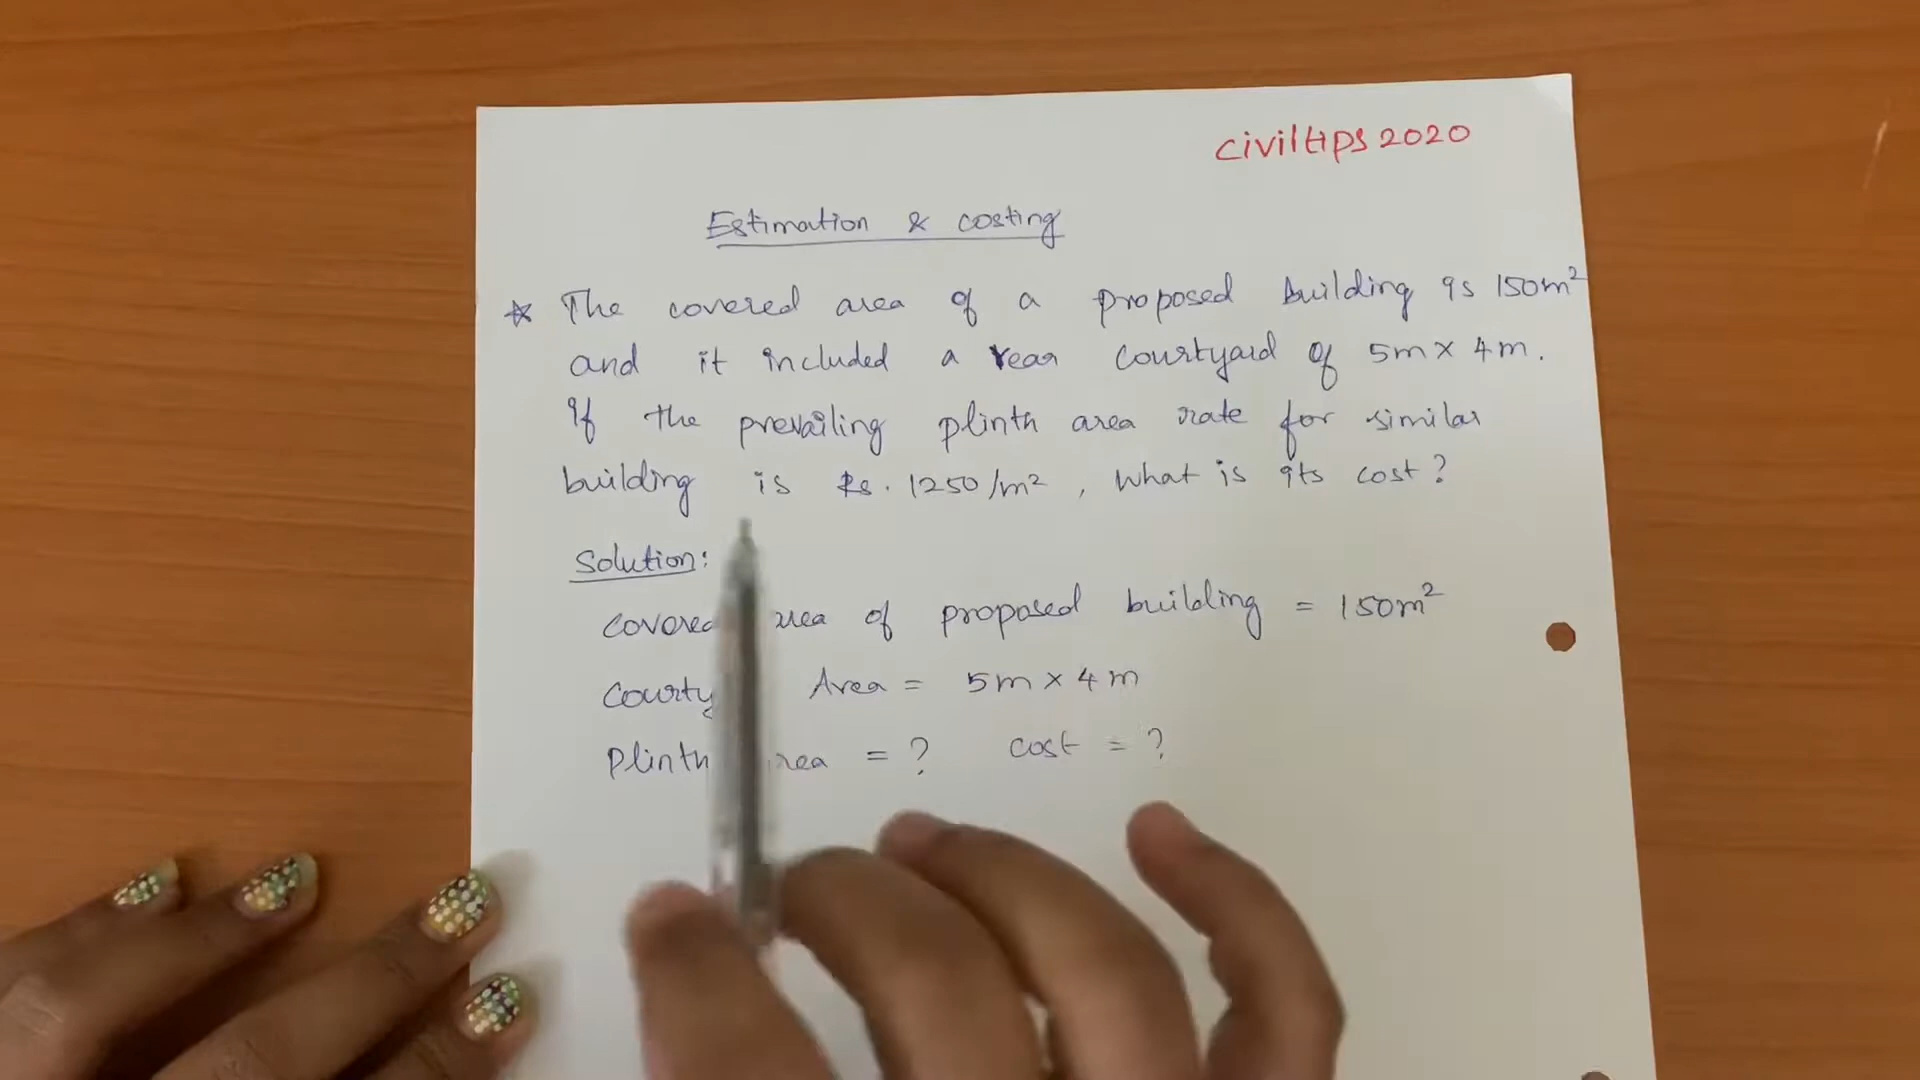 civiltips 2020
Estimation & costing
☆ The covered area of a proposed building is 150m²
and it included a rear courtyard of 5m x 4m.
If the prevailing plinth area rate for similar
building is Rs. 1250/m², what is its cost?
Solution:
covered of proposed building = 150m²
Area = 5m x 4m
Plinth = ? cost = ?